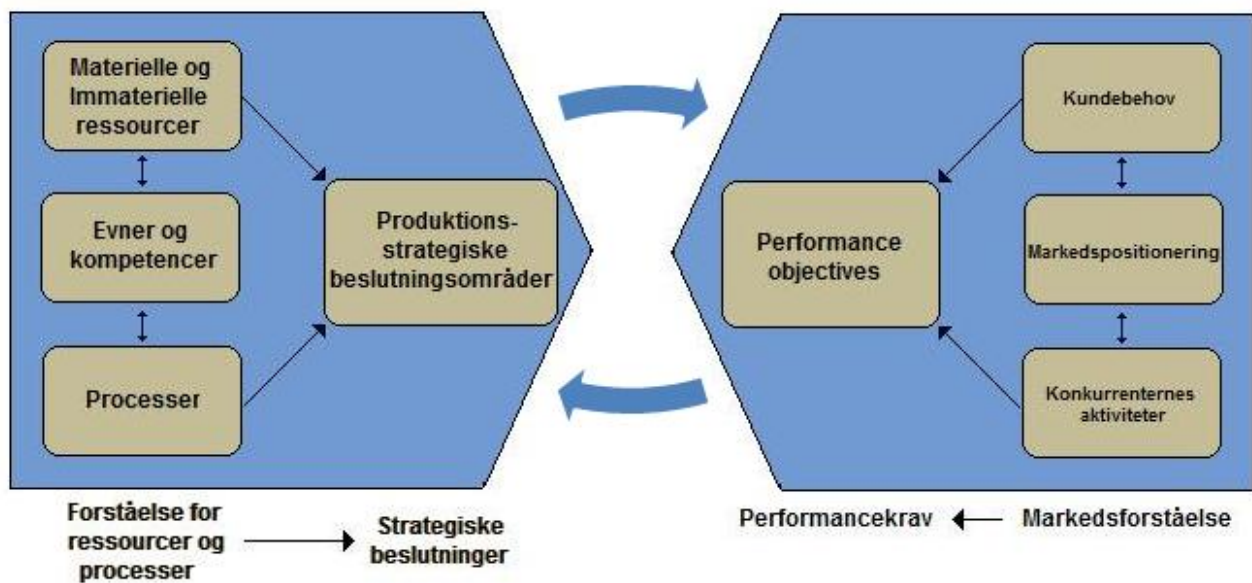 Materielle og
Immaterielle
ressourcer
Evner og
kompetencer
Processer
Produktions-
strategiske
beslutningsområder
Performance
objectives
Kundebehov
Markedspositionering
Konkurrenternes
aktiviteter
Forståelse for
ressourcer og
processer
Strategiske
beslutninger
Performancekrav
Markedsforståelse